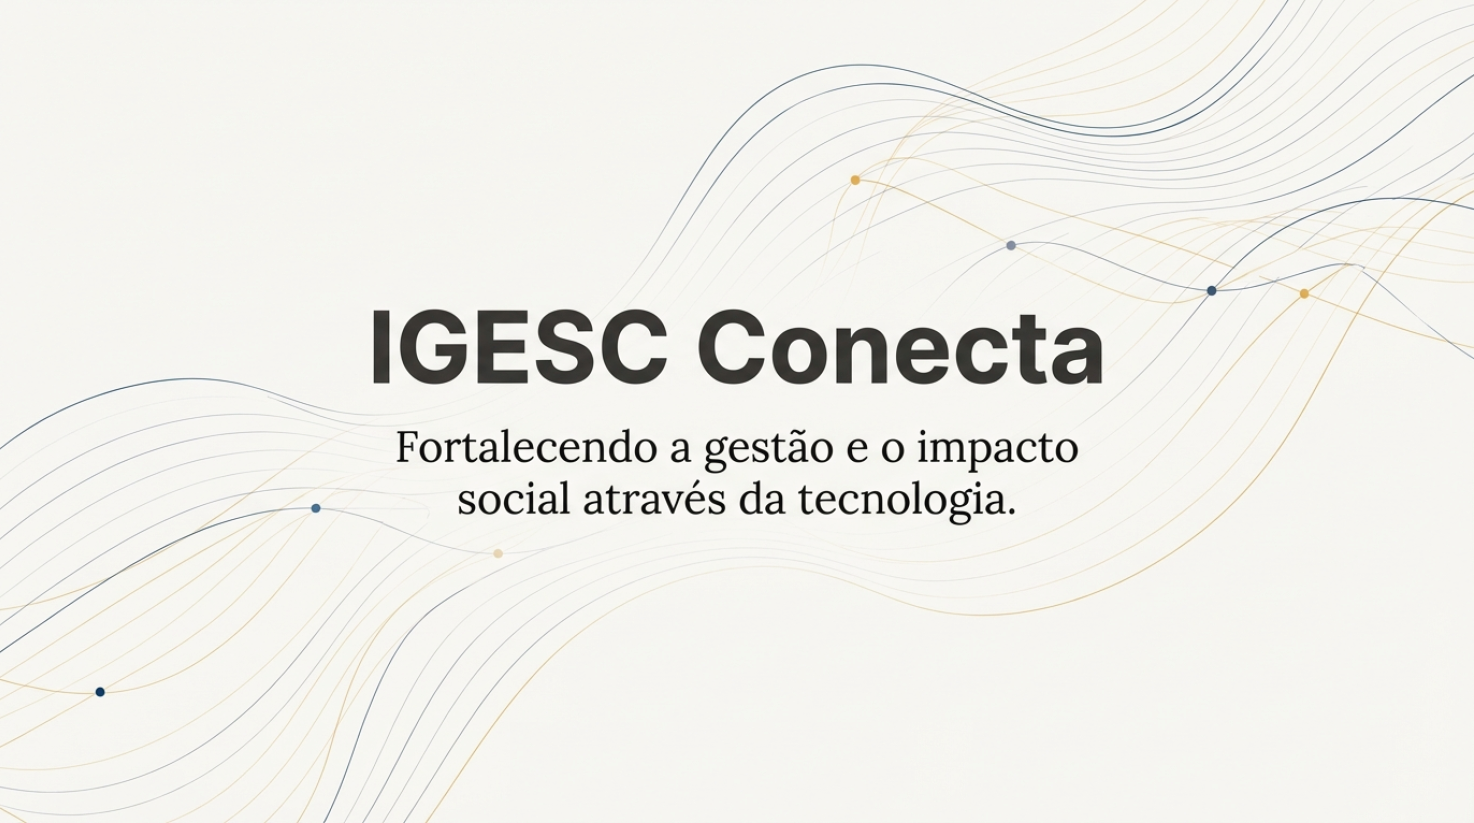 IGESC Conecta
Fortalecendo a gestão e o impacto
social através da tecnologia.